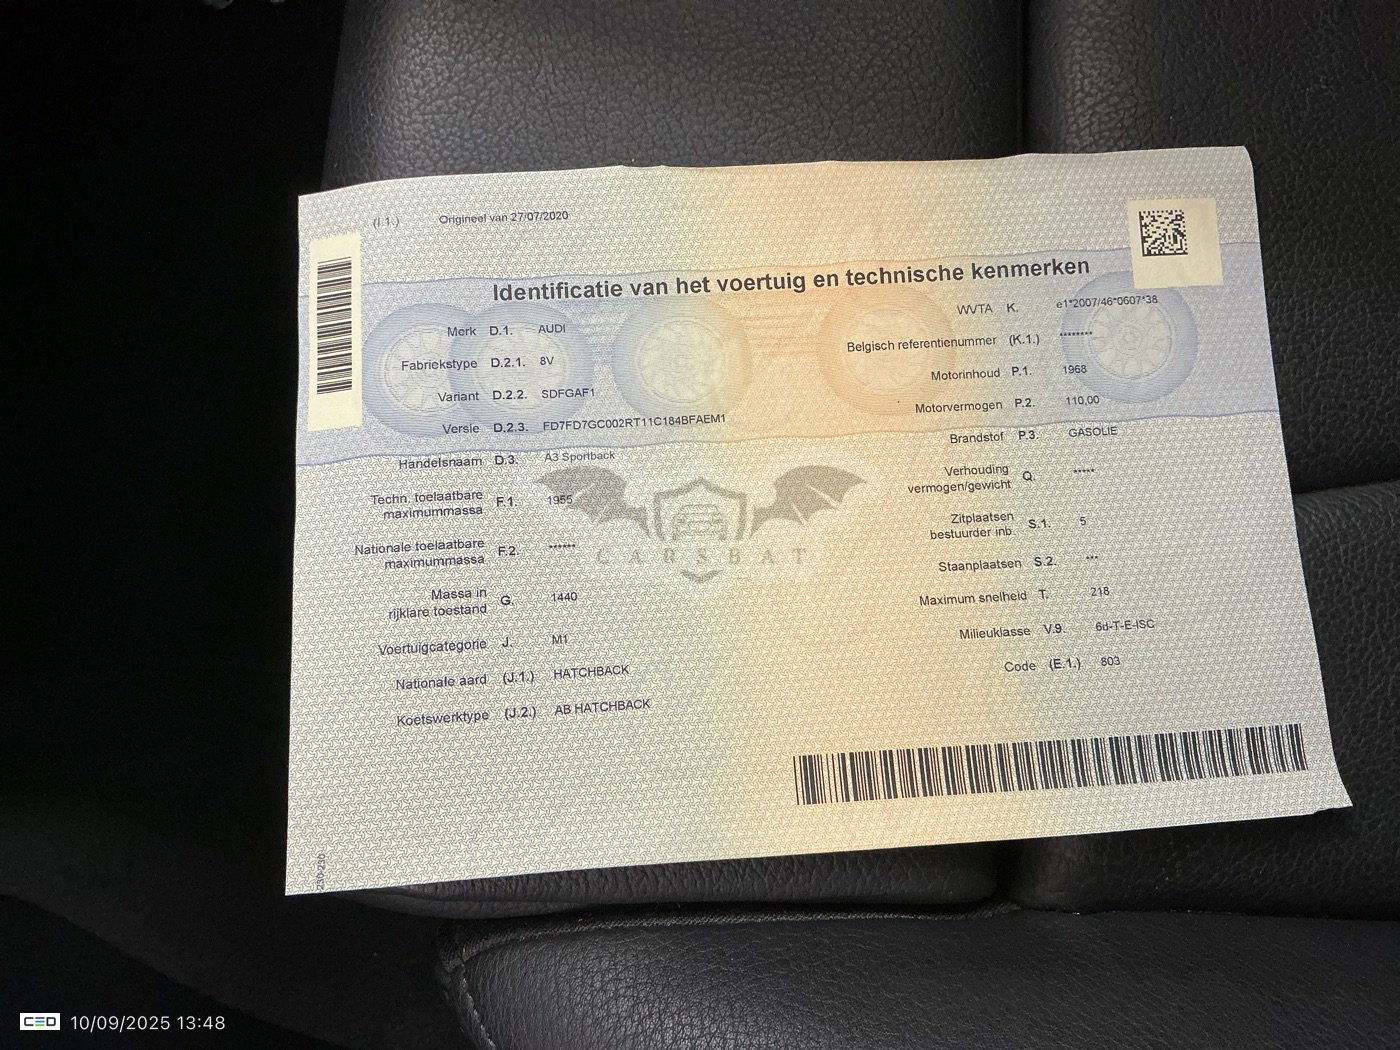 (I.1.) Origineel van 27/07/2020
Identificatie van het voertuig en technische kenmerken
Merk D.1. AUDI
Fabriekstype D.2.1. 8V
Variant D.2.2. SDFGAF1
Versie D.2.3. FD7FD7GC002RT11C184BFAEM1
Handelsnaam D.3. A3 Sportback
Techn. toelaatbare
maximummassa F.1. 1955
Nationale toelaatbare
maximummassa F.2. ******
Massa in
rijklare toestand G. 1440
Voertuigcategorie J. M1
Nationale aard (J.1.) HATCHBACK
Koetswerktype (J.2.) AB HATCHBACK
WVTA K. e1*2007/46*0607*38
Belgisch referentienummer (K.1.) ********
Motorinhoud P.1. 1968
Motorvermogen P.2. 110,00
Brandstof P.3. GASOLIE
Verhouding
vermogen/gewicht Q. *****
Zitplaatsen
bestuurder inb. S.1. 5
Staanplaatsen S.2. ***
Maximum snelheid T. 218
Milieuklasse V.9. 6d-T-E-ISC
Code (E.1.) 803
CARSBAT
230-230
CED 10/09/2025 13:48